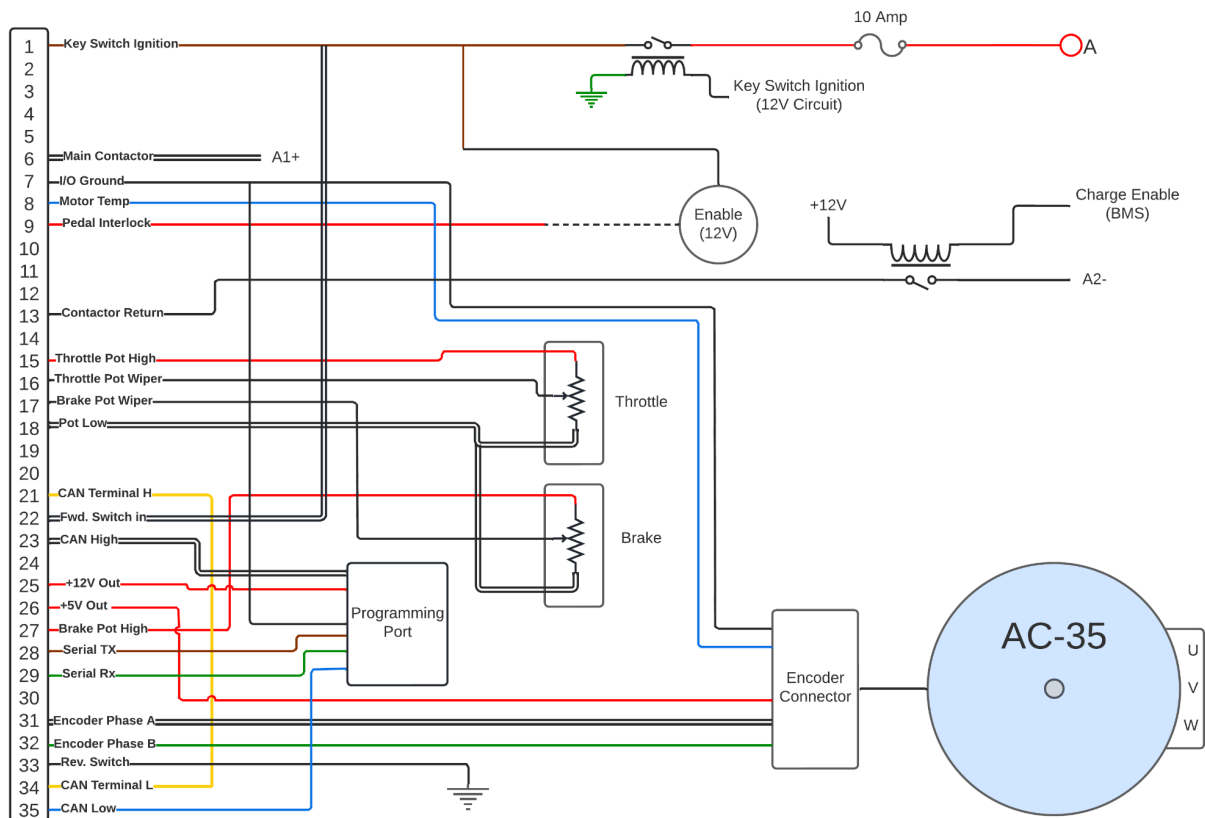 10 Amp
1 Key Switch Ignition
A
2
Key Switch Ignition
(12V Circuit)
3
4
5
6 Main Contactor A1+
7 I/O Ground
8 Motor Temp
9 Pedal Interlock
Enable
(12V)
+12V
Charge Enable
(BMS)
10
11
12
A2-
13 Contactor Return
14
15 Throttle Pot High
16 Throttle Pot Wiper
17 Brake Pot Wiper
Throttle
18 Pot Low
19
20
21 CAN Terminal H
22 Fwd. Switch in
23 CAN High
Brake
24
25 +12V Out
26 +5V Out
27 Brake Pot High
28 Serial TX
29 Serial Rx
Programming
Port
30
31 Encoder Phase A
32 Encoder Phase B
33 Rev. Switch
34 CAN Terminal L
35 CAN Low
Encoder
Connector
AC-35
U
V
W